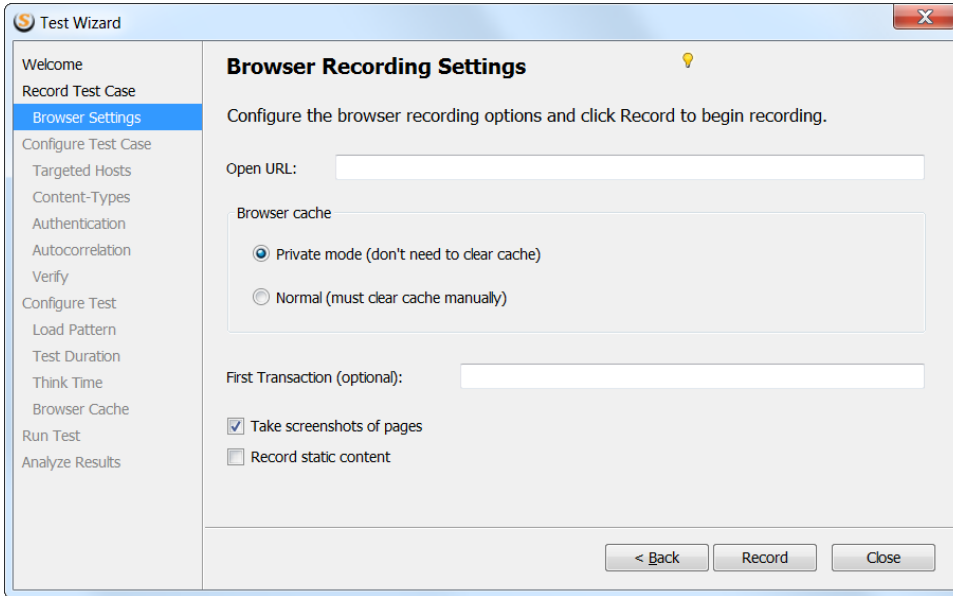 Test Wizard
Welcome
Record Test Case
Browser Settings
Configure Test Case
Targeted Hosts
Content-Types
Authentication
Autocorrelation
Verify
Configure Test
Load Pattern
Test Duration
Think Time
Browser Cache
Run Test
Analyze Results
Browser Recording Settings
Configure the browser recording options and click Record to begin recording.
Open URL:
Browser cache
Private mode (don't need to clear cache)
Normal (must clear cache manually)
First Transaction (optional):
Take screenshots of pages
Record static content
< Back Record Close